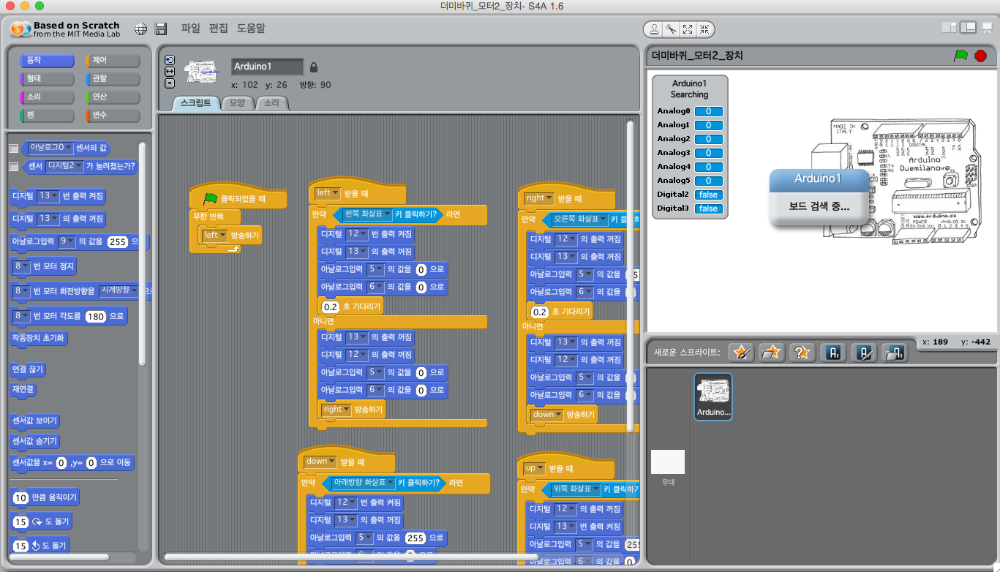 더미바퀴_모터2_장치- S4A 1.6
Based on Scratch
from the MIT Media Lab
파일 편집 도움말
동작 제어
형태 관찰
소리 연산
펜 변수
아날로그0 센서의 값
센서 디지털2 가 눌려졌는가?
디지털 13 번 출력 켜짐
디지털 13 의 출력 꺼짐
아날로그입력 9 의 값을 255
8 번 모터 정지
8 번 모터 회전방향을 시계방향 으
8 번 모터 각도를 180 으로
작동장치 초기화
연결 끊기
재연결
센서값 보이기
센서값 숨기기
센서값을 x= 0 ,y= 0 으로 이동
10 만큼 움직이기
15 도 돌기
15 도 돌기
Arduino1
x: 102 y: 26 방향: 90
스크립트 모양 소리
클릭되었을 때
무한 반복
left 방송하기
left 받을 때
만약 왼쪽 화살표 키 클릭하기? 라면
디지털 12 번 출력 켜짐
디지털 13 의 출력 꺼짐
아날로그입력 5 의 값을 0 으로
아날로그입력 6 의 값을 0 으로
0.2 초 기다리기
아니면
디지털 13 의 출력 꺼짐
디지털 12 의 출력 꺼짐
아날로그입력 5 의 값을 0 으로
아날로그입력 6 의 값을 0 으로
right 방송하기
right 받을 때
만약 오른쪽 화살표 키 클
디지털 12 의 출력 꺼짐
디지털 13 의 출력 꺼짐
아날로그입력 5 의 값을 5
아날로그입력 6 의 값을
0.2 초 기다리기
아니면
디지털 13 의 출력 꺼짐
디지털 12 의 출력 꺼짐
아날로그입력 5 의 값을
아날로그입력 6 의 값을
down 방송하기
down 받을 때
만약 아래방향 화살표 키 클릭하기? 라면
디지털 12 번 출력 켜짐
디지털 13 의 출력 꺼짐
아날로그입력 5 의 값을 255 으로
up 받을 때
만약 위쪽 화살표 키 클릭
디지털 12 의 출력 꺼짐
디지털 13 번 출력 켜짐
아날로그입력 5 의 값을 255
아날로그입력 6 의 값을 0
더미바퀴_모터2_장치
Arduino1
Searching
Analog0 0
Analog1 0
Analog2 0
Analog3 0
Analog4 0
Analog5 0
Digital2 false
Digital3 false
MADE IN
ITALY
DIGITAL
TX
RX
Arduino
Duemilanove
www.arduino.cc
POWER ANALOG IN
5V Gnd Vin 0 1 2 3 4 5
Arduino1
보드 검색 중...
x: 189 y: -442
새로운 스프라이트:
Arduino...
무대